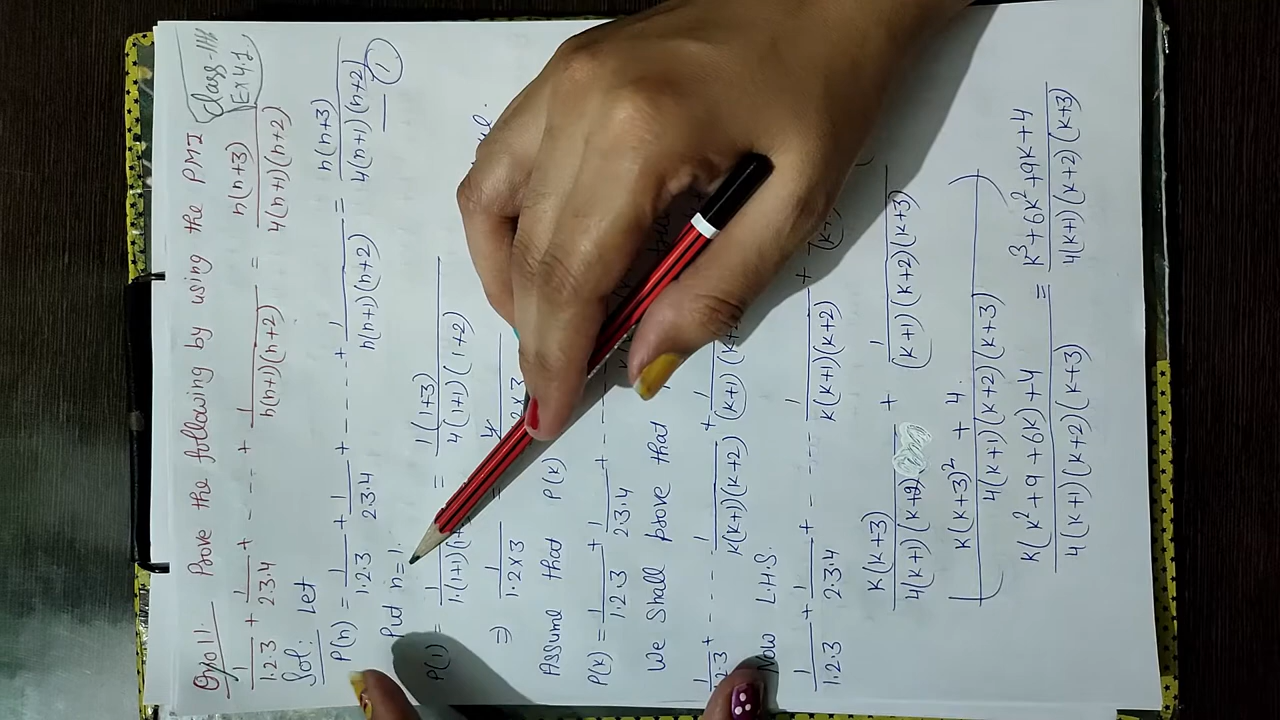 Class-11th
Ex 4.1
Qno 11. Prove the following by using the PMI
1/1.2.3 + 1/2.3.4 + - - - - + 1/n(n+1)(n+2) = n(n+3)/4(n+1)(n+2)
Sol: Let
P(n) = 1/1.2.3 + 1/2.3.4 + - - - - - + 1/n(n+1)(n+2) = n(n+3)/4(n+1)(n+2) — (1)
Put n=1.
P(1) = 1/1.(1+1)(1+ = 1(1+3)/4(1+1)(1+2)
=> 1/1.2×3 = 4
Assume that P(k)
P(k) = 1/1.2.3 + 1/2.3.4 + - - - -
We Shall prove that
1/1.2.3 + - - - 1/k(k+1)(k+2) + 1/(k+1)(k+2
Now L.H.S.
1/1.2.3 + 1/2.3.4 + - - - 1/k(k+1)(k+2) +
k(k+3)/4(k+1)(k+2) + 1/(k+1)(k+2)(k+3)
k(k+3)² + 4/4(k+1)(k+2)(k+3)
k(k²+9+6k)+4/4(k+1)(k+2)(k+3) = k³+6k²+9k+4/4(k+1)(k+2)(k+3)